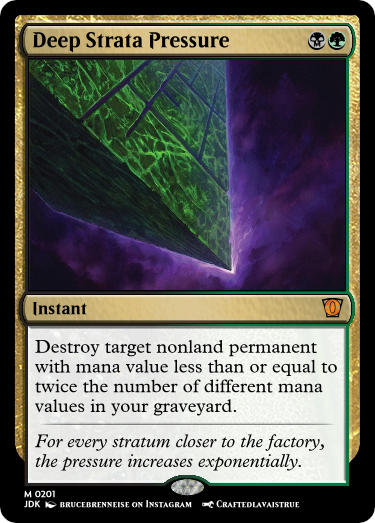 Deep Strata Pressure
Instant
Destroy target nonland permanent
with mana value less than or equal to
twice the number of different mana
values in your graveyard.
For every stratum closer to the factory,
the pressure increases exponentially.
M 0201
JDK BRUCEBRENNEISE ON INSTAGRAM CRAFTEDLAVAISTRUE